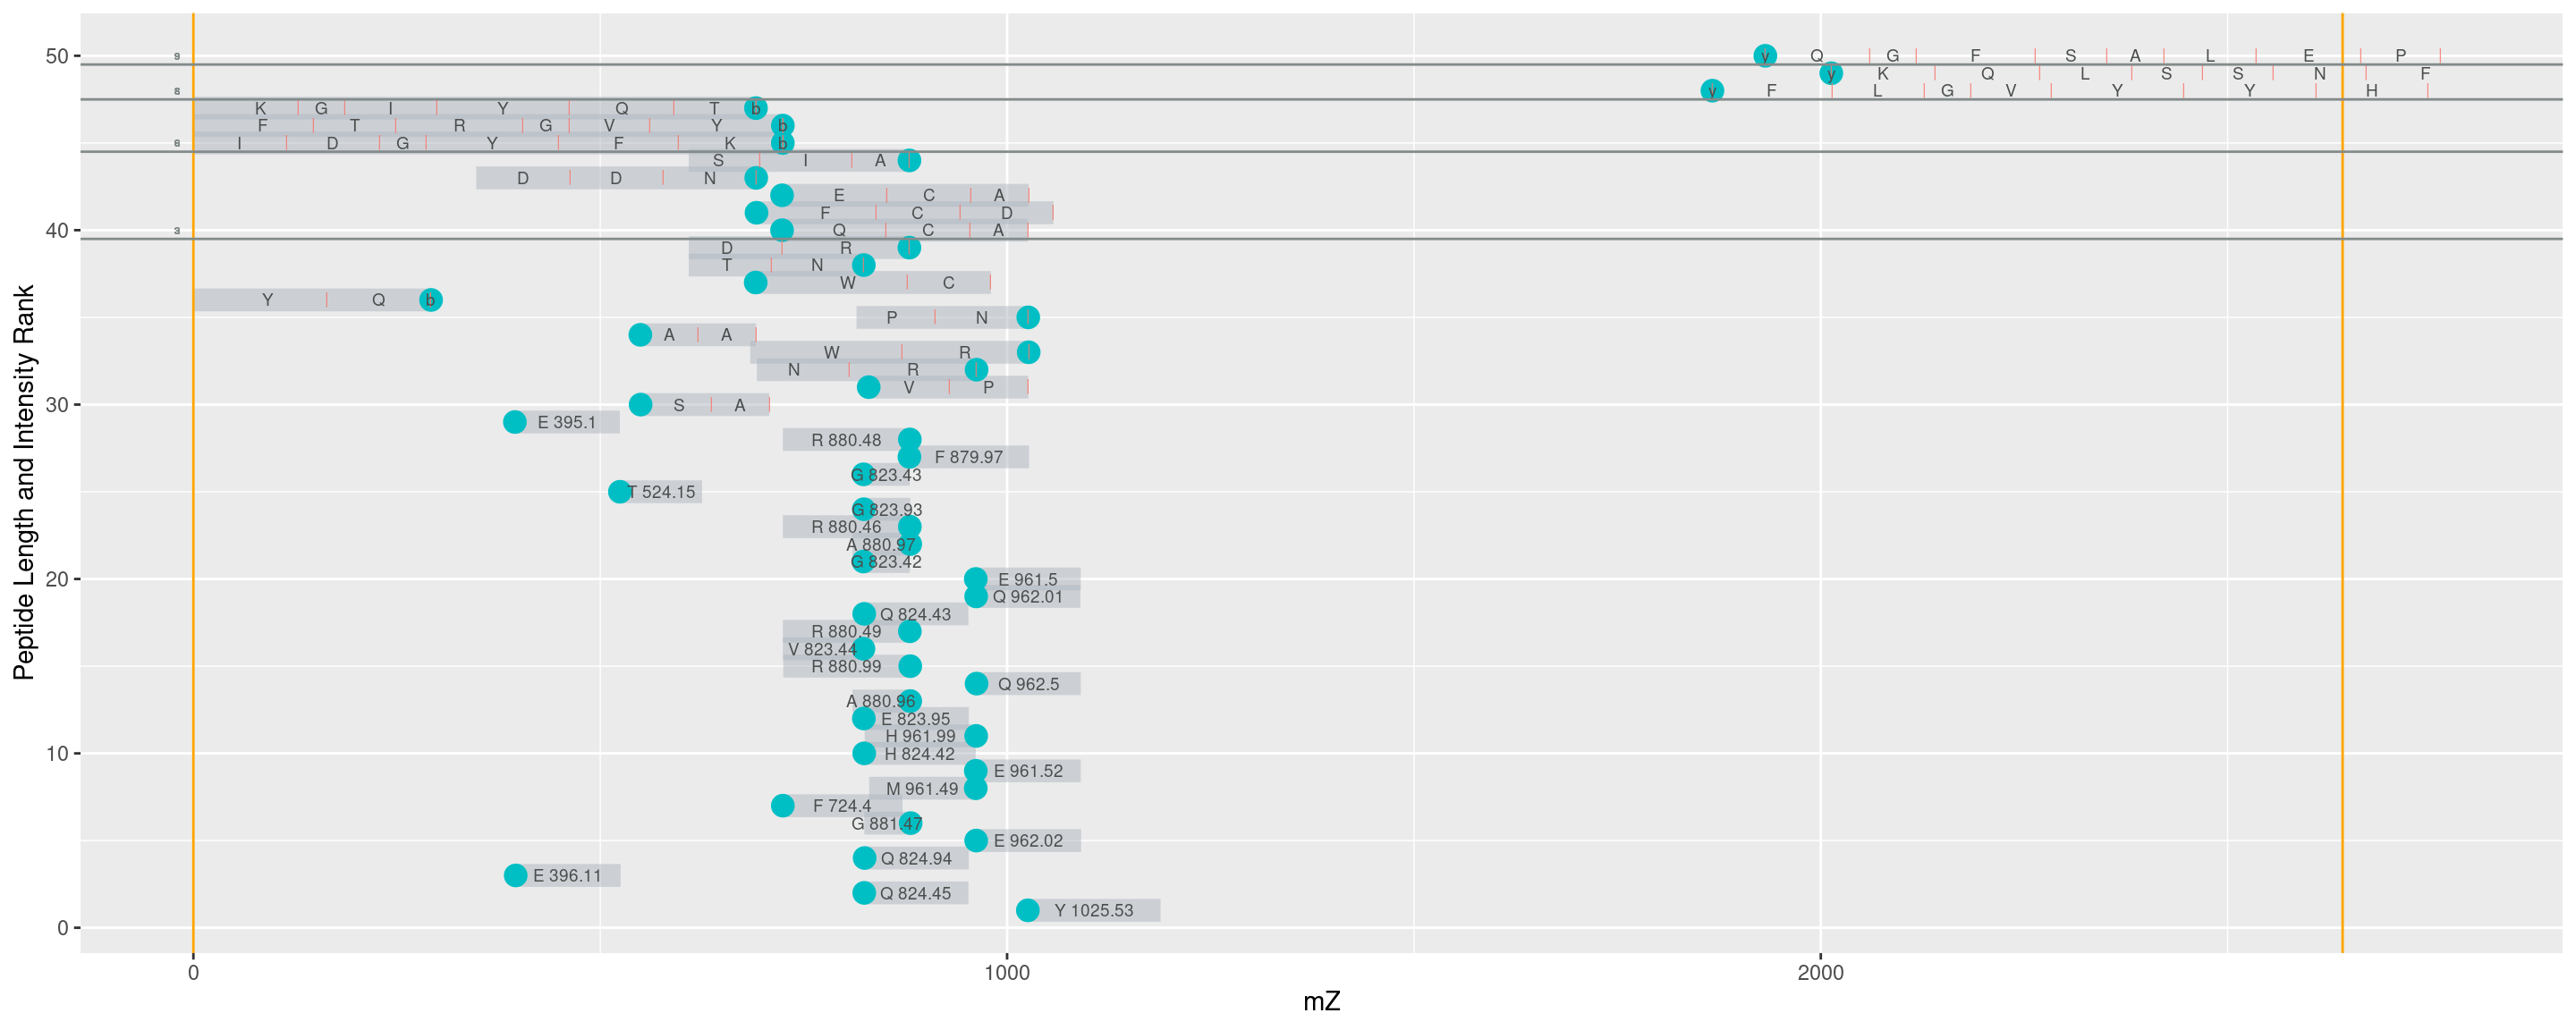 Peptide Length and Intensity Rank
50
40
30
20
10
0
9
8
6
3
y Q G F S A L E P
y K Q L S S N F
y F L G V Y Y H
K G I Y Q T b
F T R G V Y b
I D G Y F K b
S I A
D D N
E C A
F C D
Q C A
D R
T N
W C
Y Q b
P N
A A
W R
N R
V P
S A
E 395.1
R 880.48
F 879.97
G 823.43
T 524.15
G 823.93
R 880.46
A 880.97
G 823.42
E 961.5
Q 962.01
Q 824.43
R 880.49
V 823.44
R 880.99
Q 962.5
A 880.96
E 823.95
H 961.99
H 824.42
E 961.52
M 961.49
F 724.4
G 881.47
E 962.02
Q 824.94
E 396.11
Q 824.45
Y 1025.53
0 1000 2000
mZ